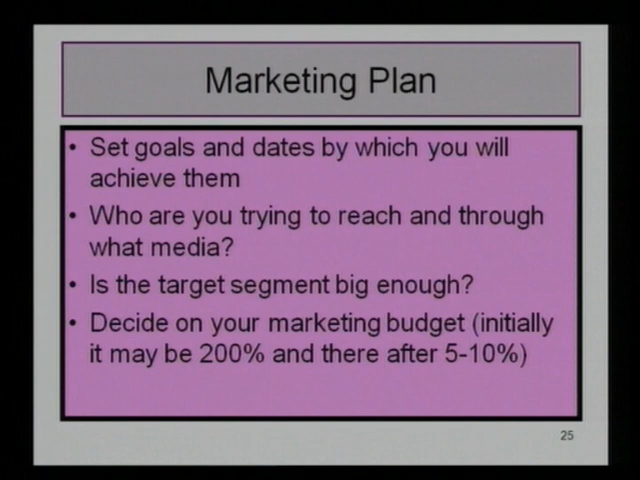 Marketing Plan
• Set goals and dates by which you will
achieve them
• Who are you trying to reach and through
what media?
• Is the target segment big enough?
• Decide on your marketing budget (initially
it may be 200% and there after 5-10%)
25